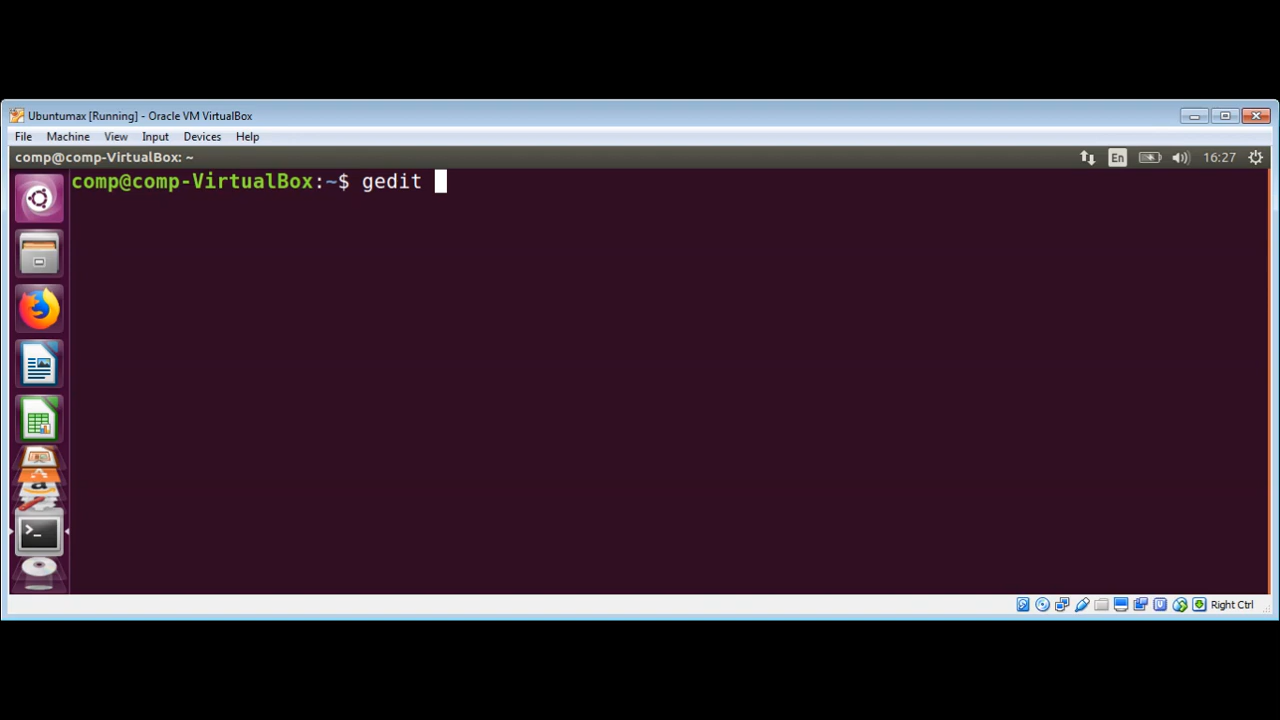 Ubuntumax [Running] - Oracle VM VirtualBox
File Machine View Input Devices Help
comp@comp-VirtualBox: ~ En 16:27
comp@comp-VirtualBox:~$ gedit
Right Ctrl